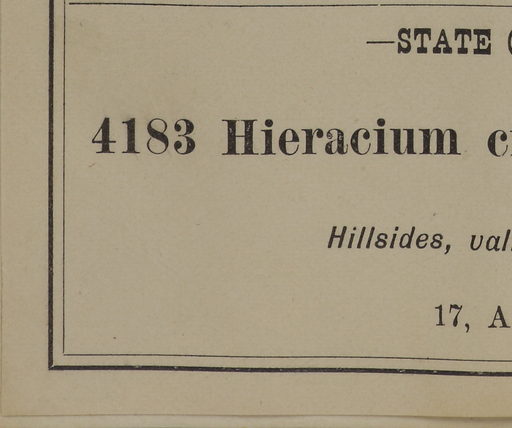 —STATE
4183 Hieracium
Hillsides,
17,